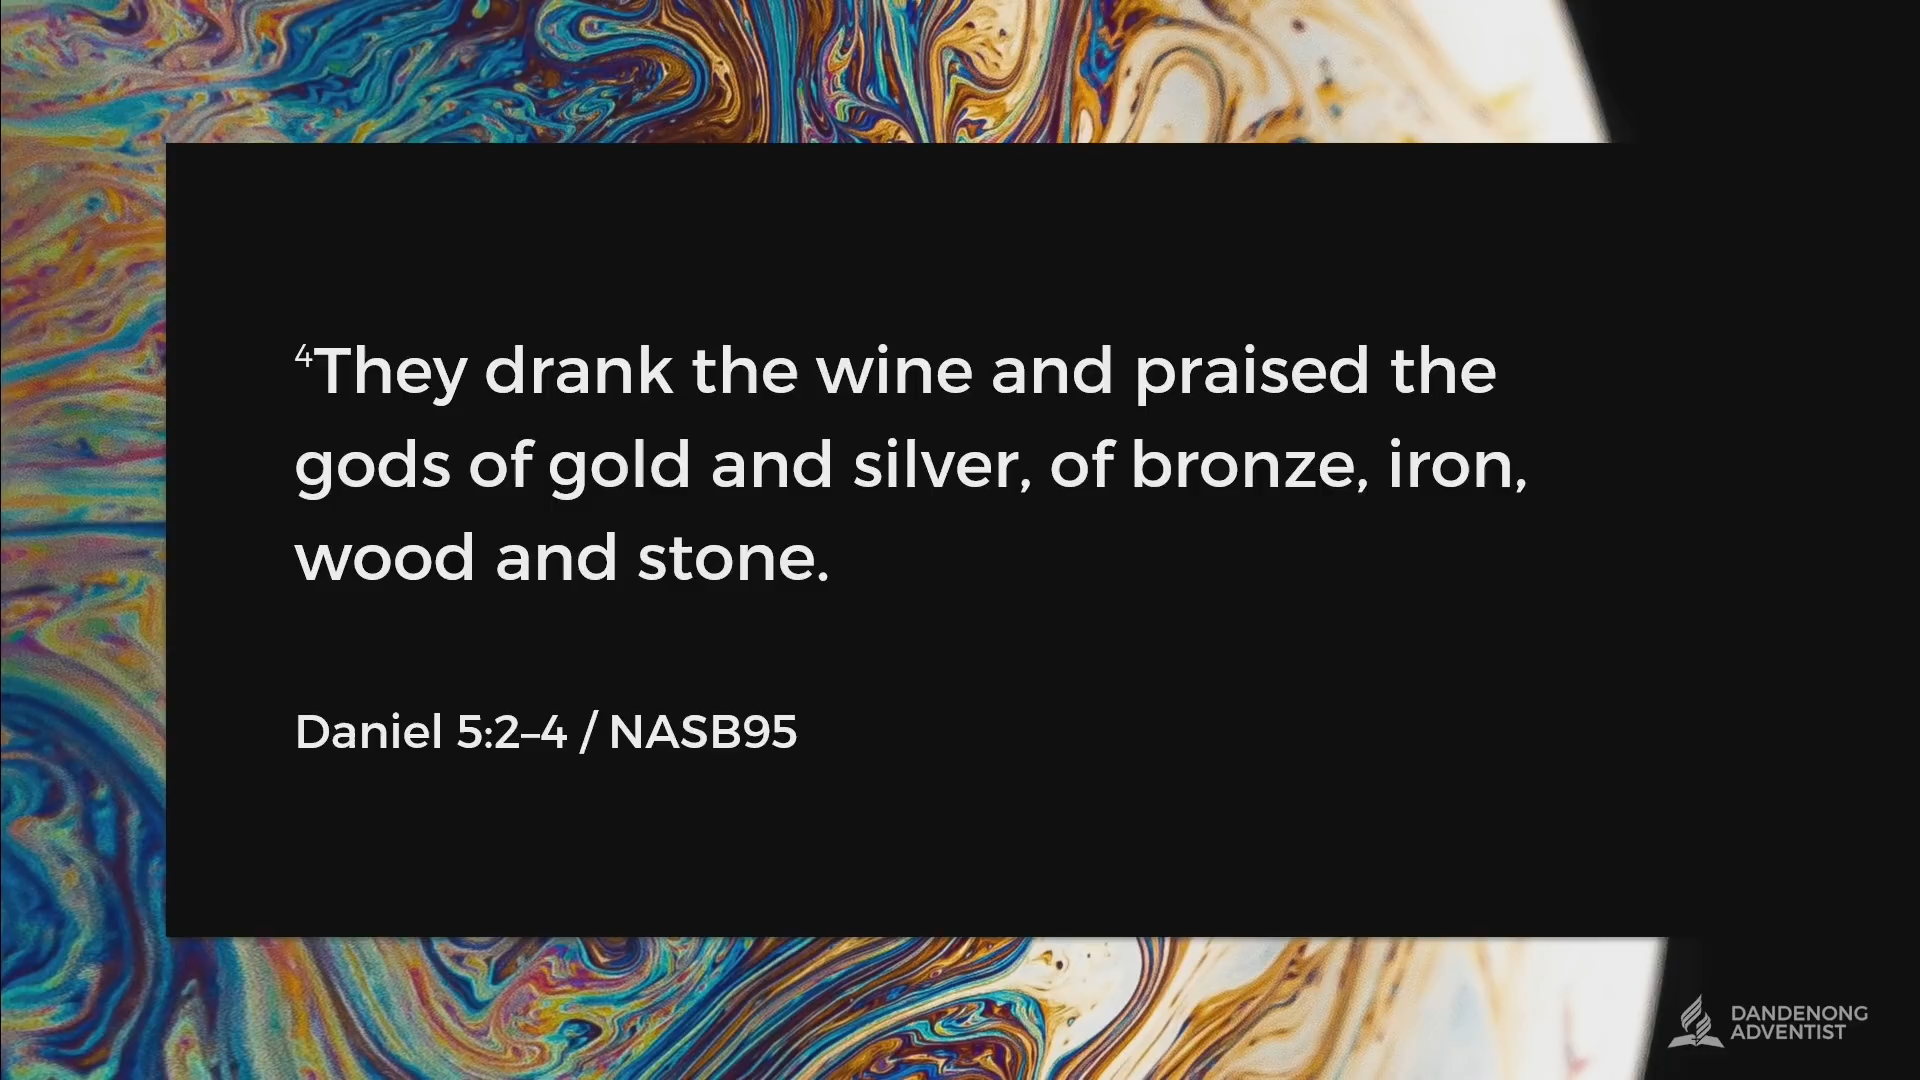 ⁴They drank the wine and praised the
gods of gold and silver, of bronze, iron,
wood and stone.
Daniel 5:2–4 / NASB95
DANDENONG
ADVENTIST